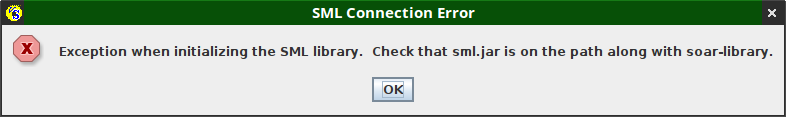 SML Connection Error
Exception when initializing the SML library.  Check that sml.jar is on the path along with soar-library.
OK